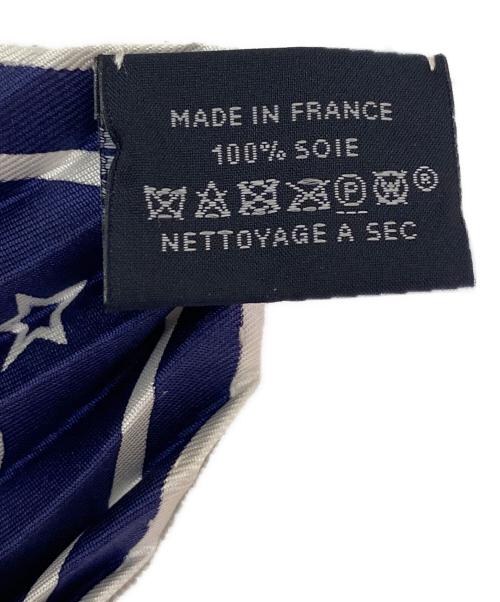 MADE IN FRANCE
100% SOIE
P W ®
NETTOYAGE A SEC